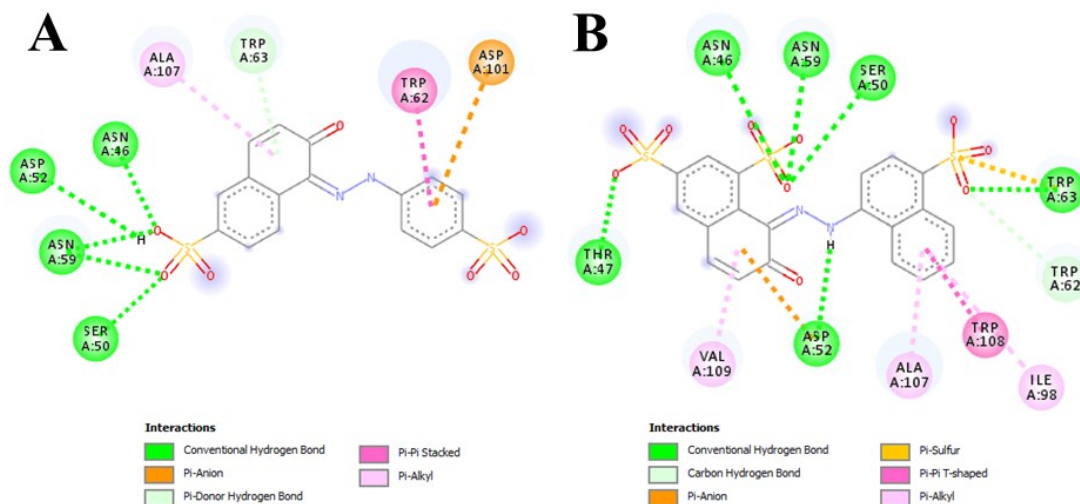 A
ALA
A:107
TRP
A:63
TRP
A:62
ASP
A:101
ASN
A:46
ASP
A:52
ASN
A:59
SER
A:50
O
N
N
H
O
S
O
O
O
S
O
O
Interactions
Conventional Hydrogen Bond
Pi-Anion
Pi-Donor Hydrogen Bond
Pi-Pi Stacked
Pi-Alkyl
B
ASN
A:46
ASN
A:59
SER
A:50
TRP
A:63
THR
A:47
TRP
A:62
VAL
A:109
ASP
A:52
ALA
A:107
TRP
A:108
ILE
A:98
O
O
S
O
O
S
O
O
O
S
O
O
N
N
H
O
Interactions
Conventional Hydrogen Bond
Carbon Hydrogen Bond
Pi-Anion
Pi-Sulfur
Pi-Pi T-shaped
Pi-Alkyl